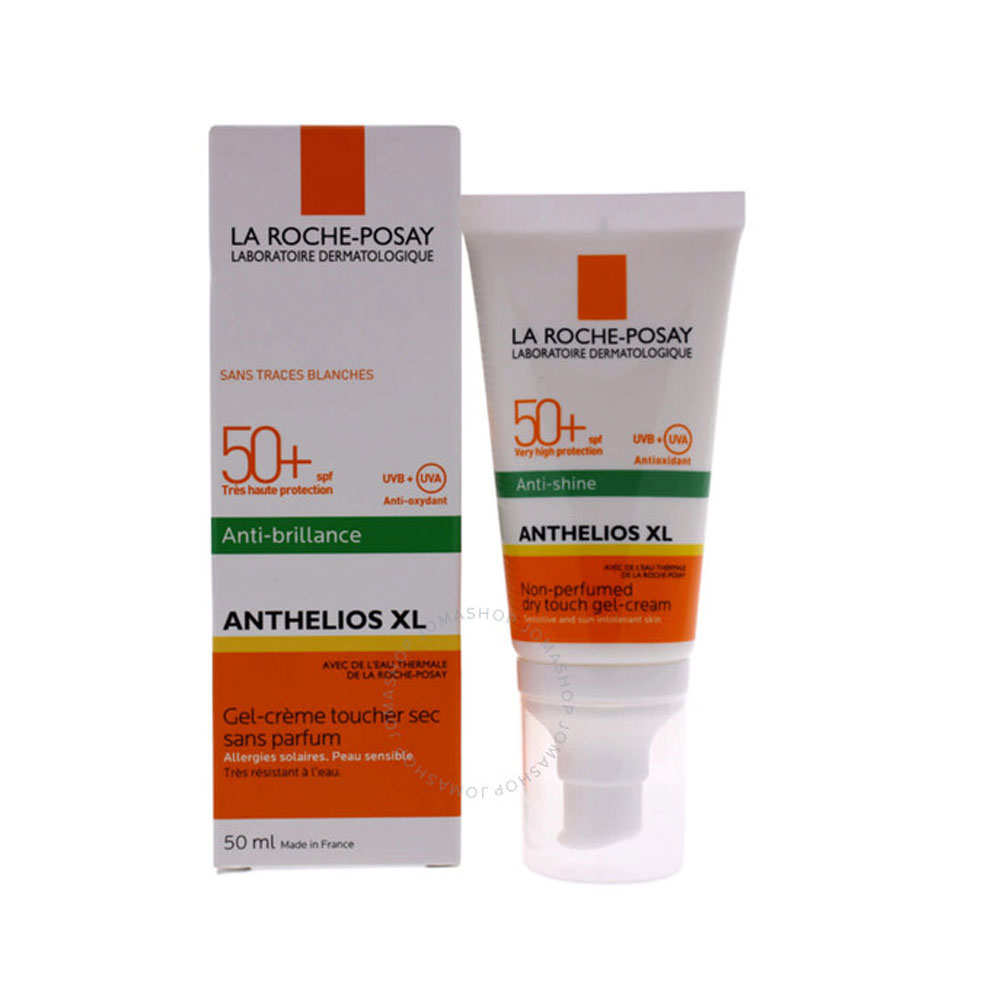 LA ROCHE-POSAY
LABORATOIRE DERMATOLOGIQUE
SANS TRACES BLANCHES
50+ spf
Très haute protection
UVB + UVA
Anti-oxydant
Anti-brillance
ANTHELIOS XL
AVEC DE L'EAU THERMALE
DE LA ROCHE-POSAY
Gel-crème toucher sec
sans parfum
Allergies solaires. Peau sensible
Très résistant à l'eau.
50 ml Made in France
LA ROCHE-POSAY
LABORATOIRE DERMATOLOGIQUE
50+ spf
Very high protection
UVB + UVA
Antioxidant
Anti-shine
ANTHELIOS XL
AVEC DE L'EAU THERMALE
DE LA ROCHE-POSAY
Non-perfumed
dry touch gel-cream
Sensitive and sun intolerant skin
JOMASHOP JOMASHOP JOMASHOP JOMASHOP